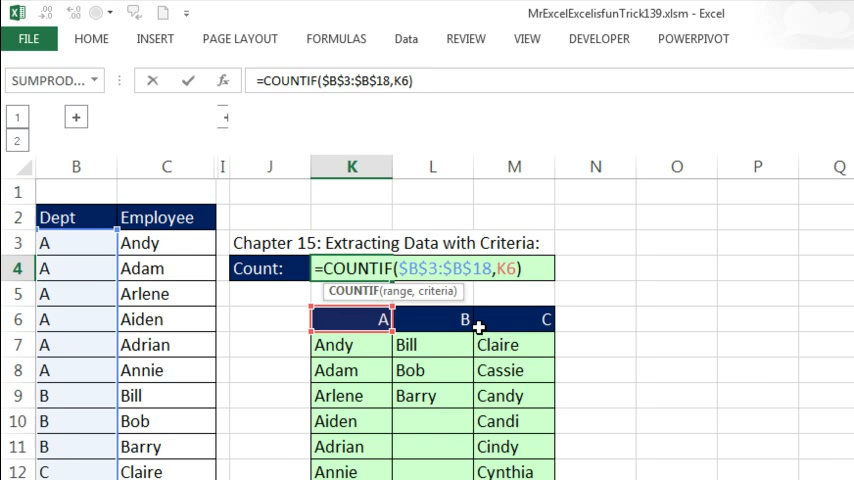 MrExcelExcelisfunTrick139.xlsm - Excel
FILE HOME INSERT PAGE LAYOUT FORMULAS Data REVIEW VIEW DEVELOPER POWERPIVOT
SUMPROD... fx =COUNTIF($B$3:$B$18,K6)
1
2
B C I J K L M N O P Q
1
2 Dept Employee
3 A Andy Chapter 15: Extracting Data with Criteria:
4 A Adam Count: =COUNTIF($B$3:$B$18,K6)
5 A Arlene COUNTIF(range, criteria)
6 A Aiden A B C
7 A Adrian Andy Bill Claire
8 A Annie Adam Bob Cassie
9 B Bill Arlene Barry Candy
10 B Bob Aiden Candi
11 B Barry Adrian Cindy
12 C Claire Annie Cynthia